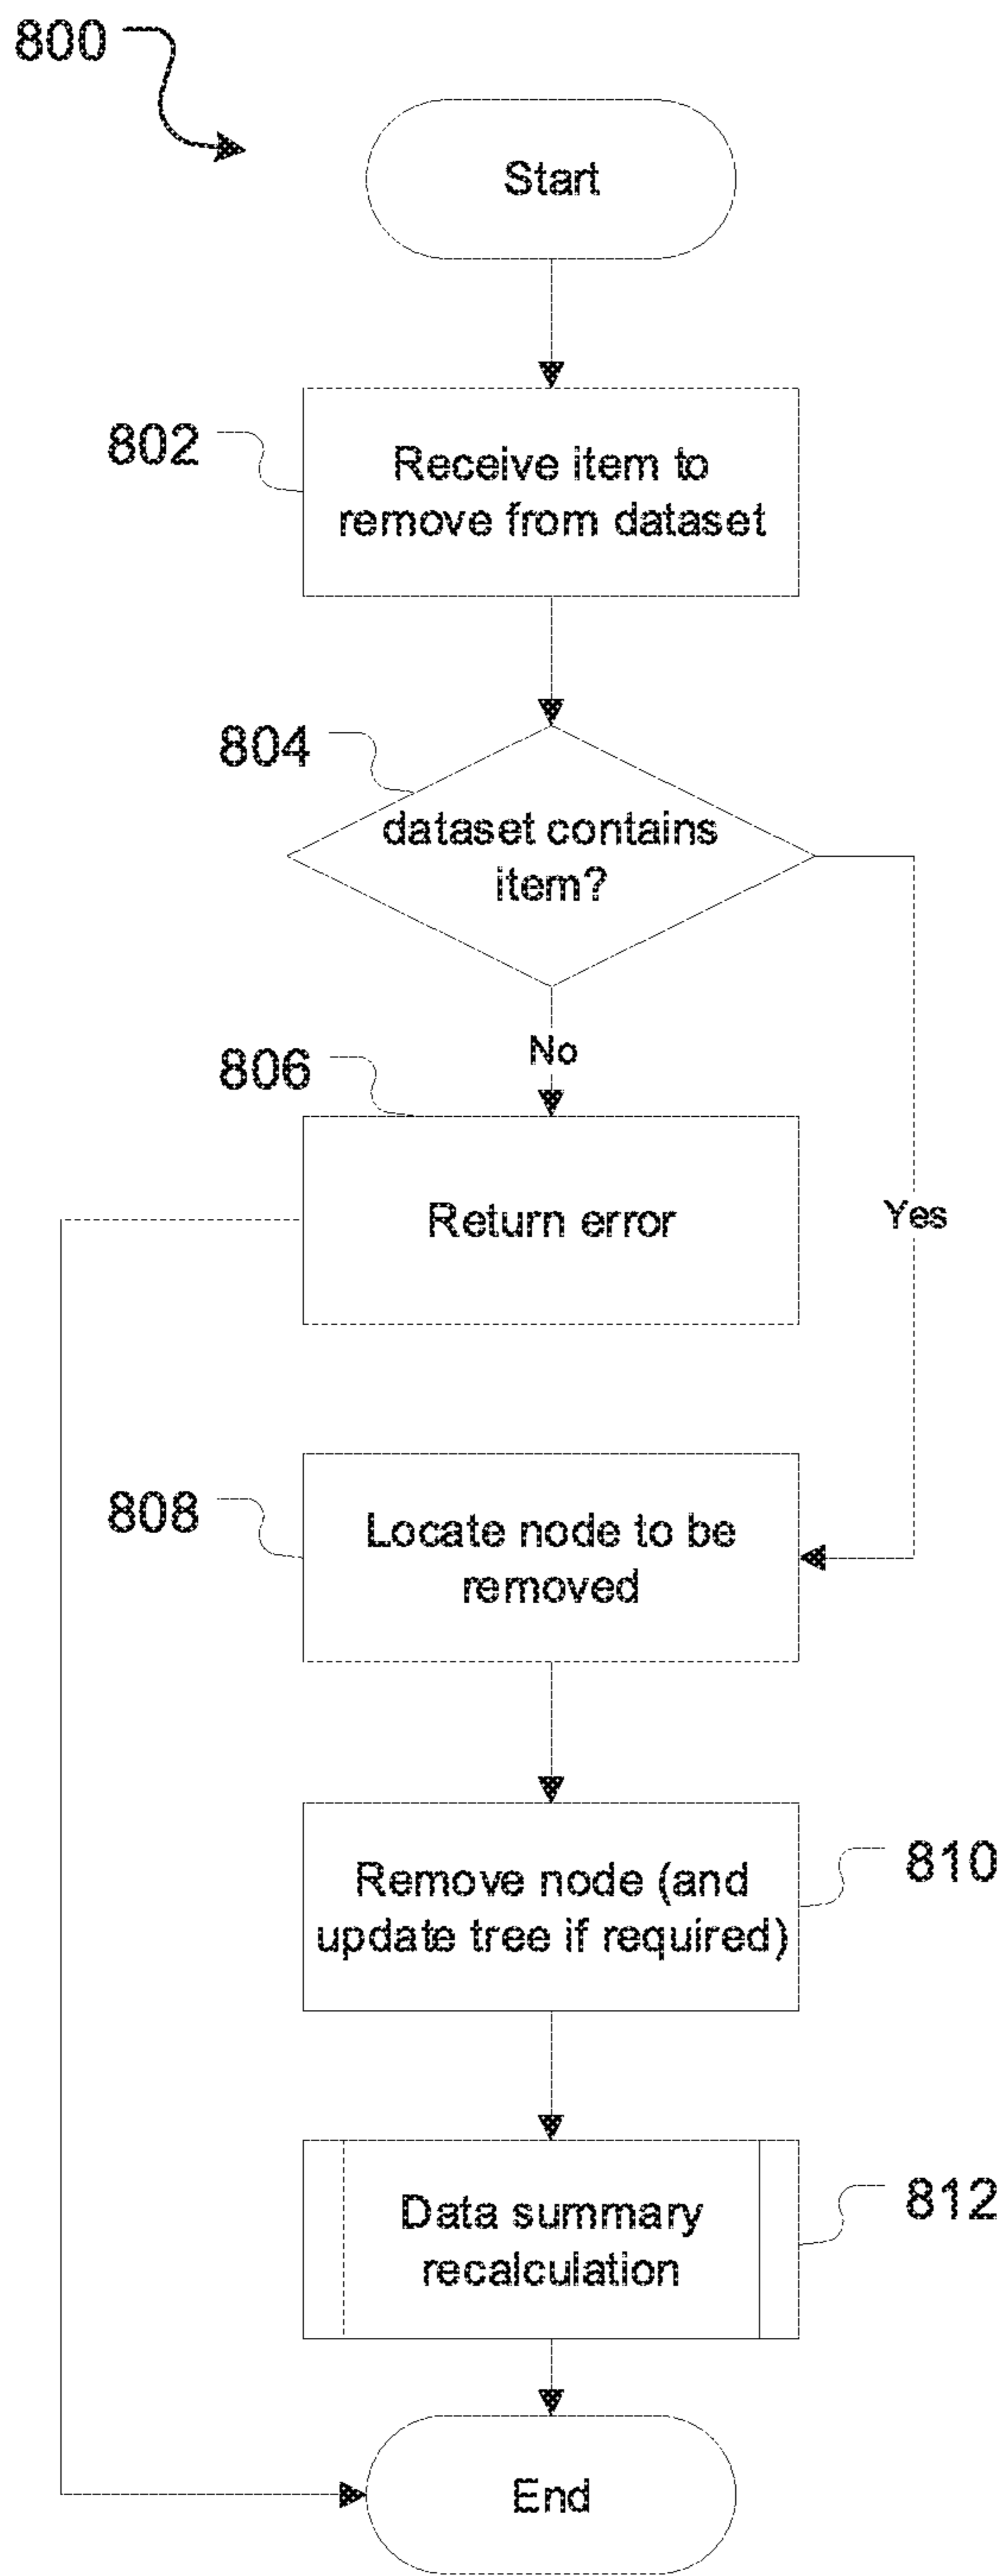 800
Start
802
Receive item to
remove from dataset
804
dataset contains
item?
No
806
Return error
Yes
808
Locate node to be
removed
810
Remove node (and
update tree if required)
812
Data summary
recalculation
End